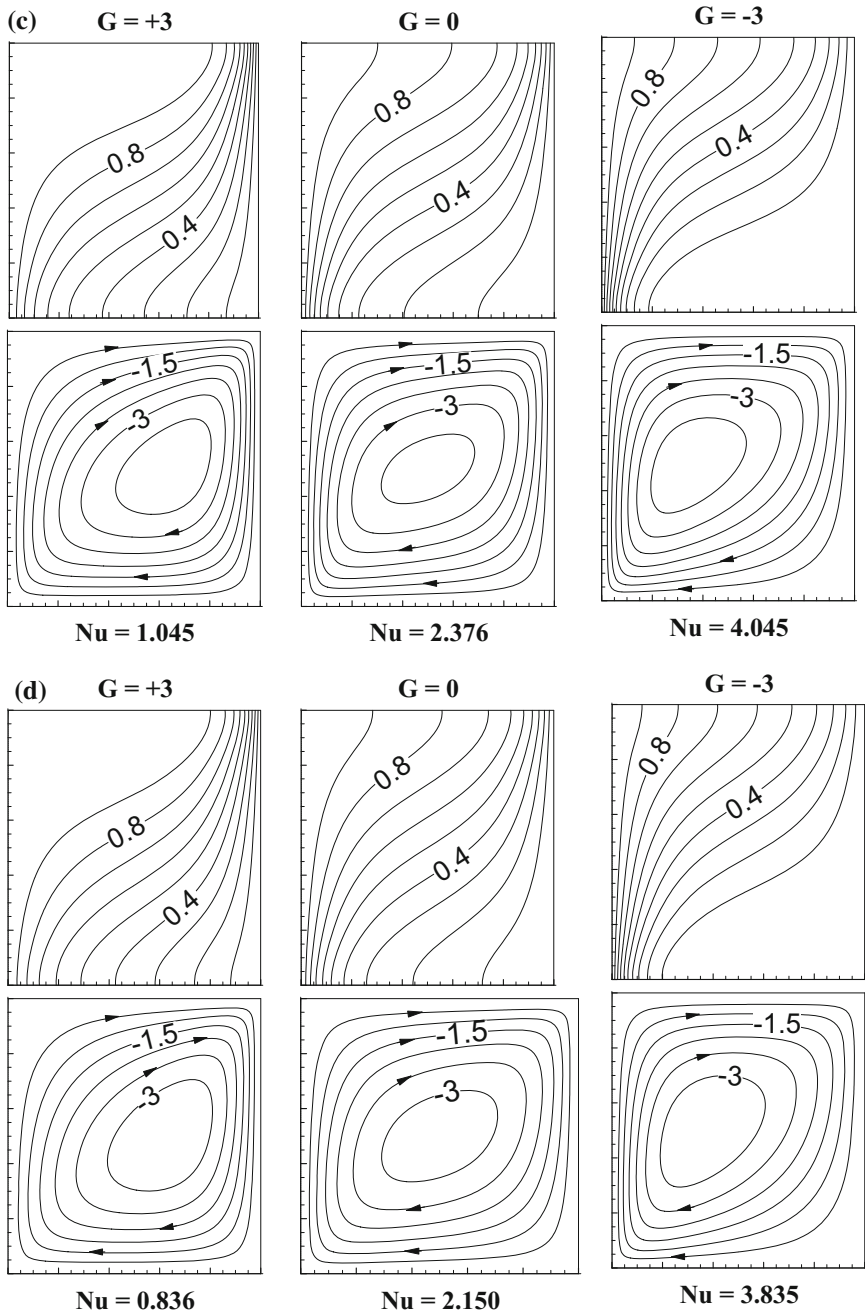 (c) G = +3 G = 0 G = -3
0.8 0.8 0.8
0.4 0.4 0.4
-1.5 -1.5 -1.5
-3 -3 -3
Nu = 1.045 Nu = 2.376 Nu = 4.045
(d) G = +3 G = 0 G = -3
0.8 0.8 0.8
0.4 0.4 0.4
-1.5 -1.5 -1.5
-3 -3 -3
Nu = 0.836 Nu = 2.150 Nu = 3.835